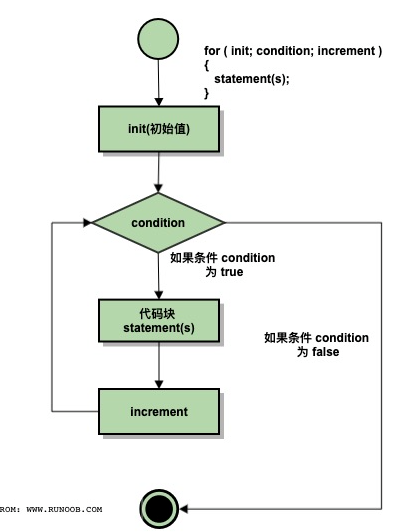 for ( init; condition; increment )
{
statement(s);
}
init(初始值)
condition
如果条件 condition
为 true
代码块
statement(s)
如果条件 condition
为 false
increment
ROM: WWW.RUNOOB.COM